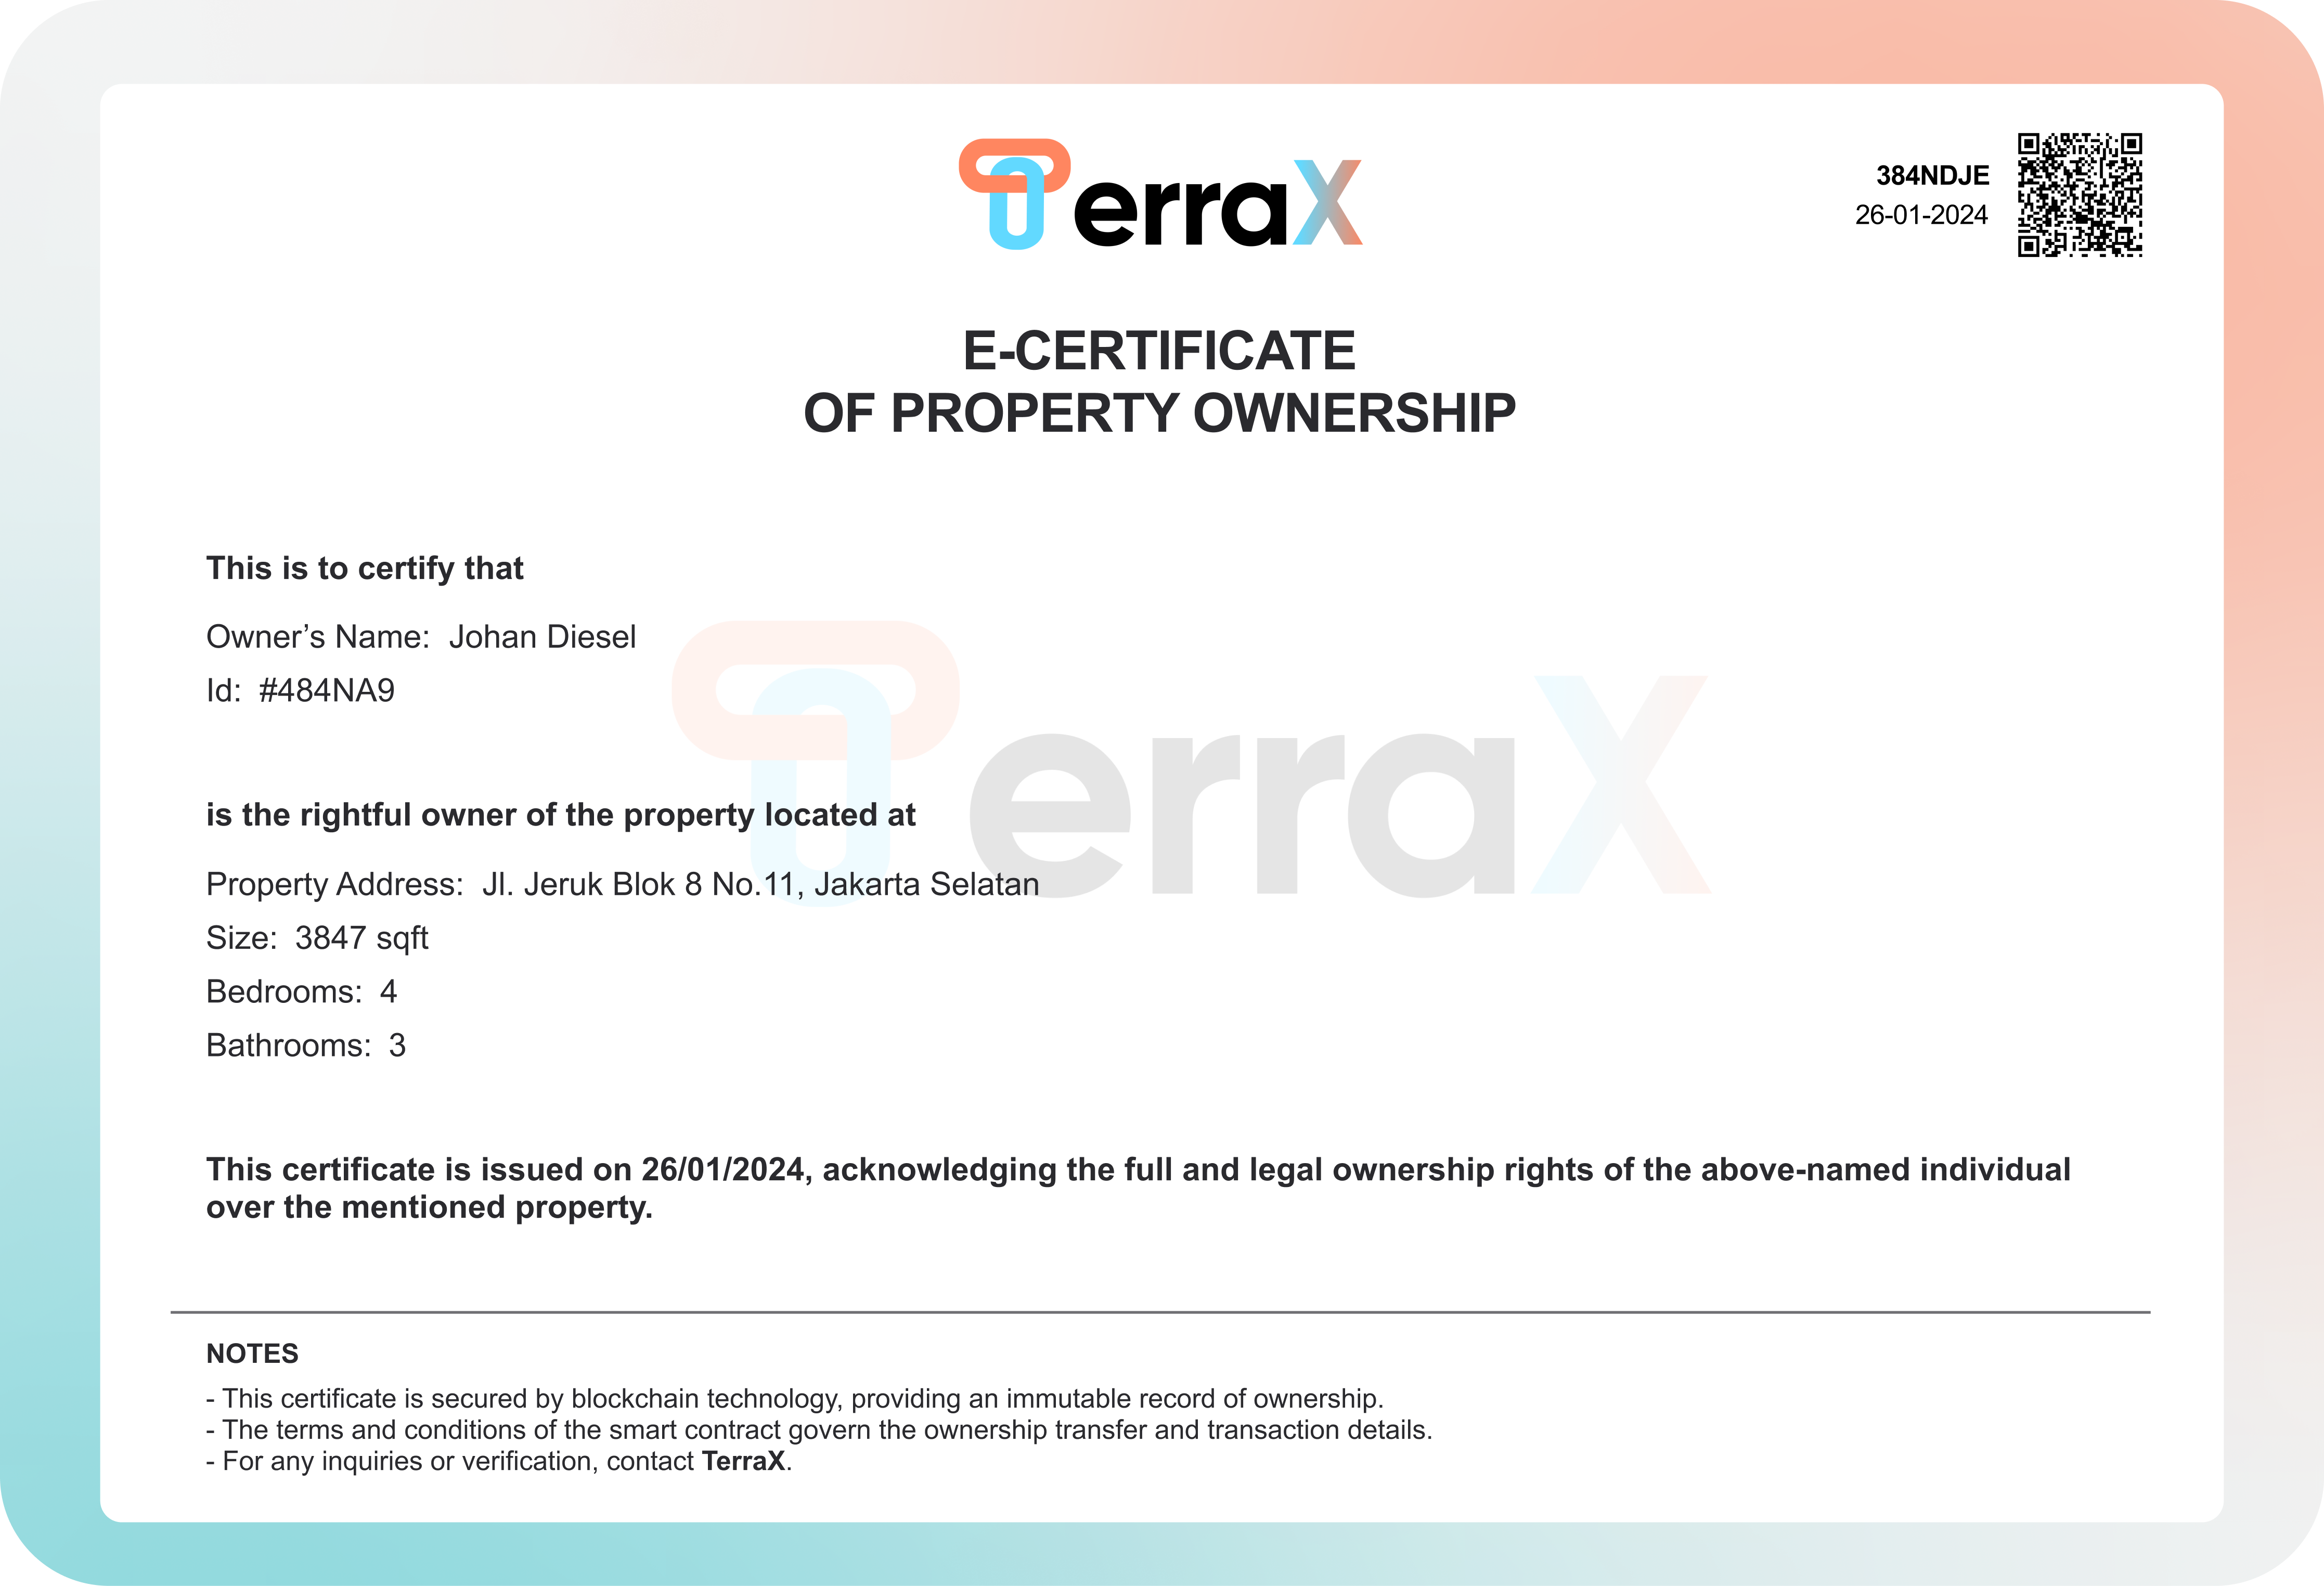 TerraX
384NDJE
26-01-2024
E-CERTIFICATE
OF PROPERTY OWNERSHIP
This is to certify that
Owner’s Name: Johan Diesel
Id: #484NA9
TerraX
is the rightful owner of the property located at
Property Address: Jl. Jeruk Blok 8 No.11, Jakarta Selatan
Size: 3847 sqft
Bedrooms: 4
Bathrooms: 3
This certificate is issued on 26/01/2024, acknowledging the full and legal ownership rights of the above-named individual
over the mentioned property.
NOTES
- This certificate is secured by blockchain technology, providing an immutable record of ownership.
- The terms and conditions of the smart contract govern the ownership transfer and transaction details.
- For any inquiries or verification, contact TerraX.